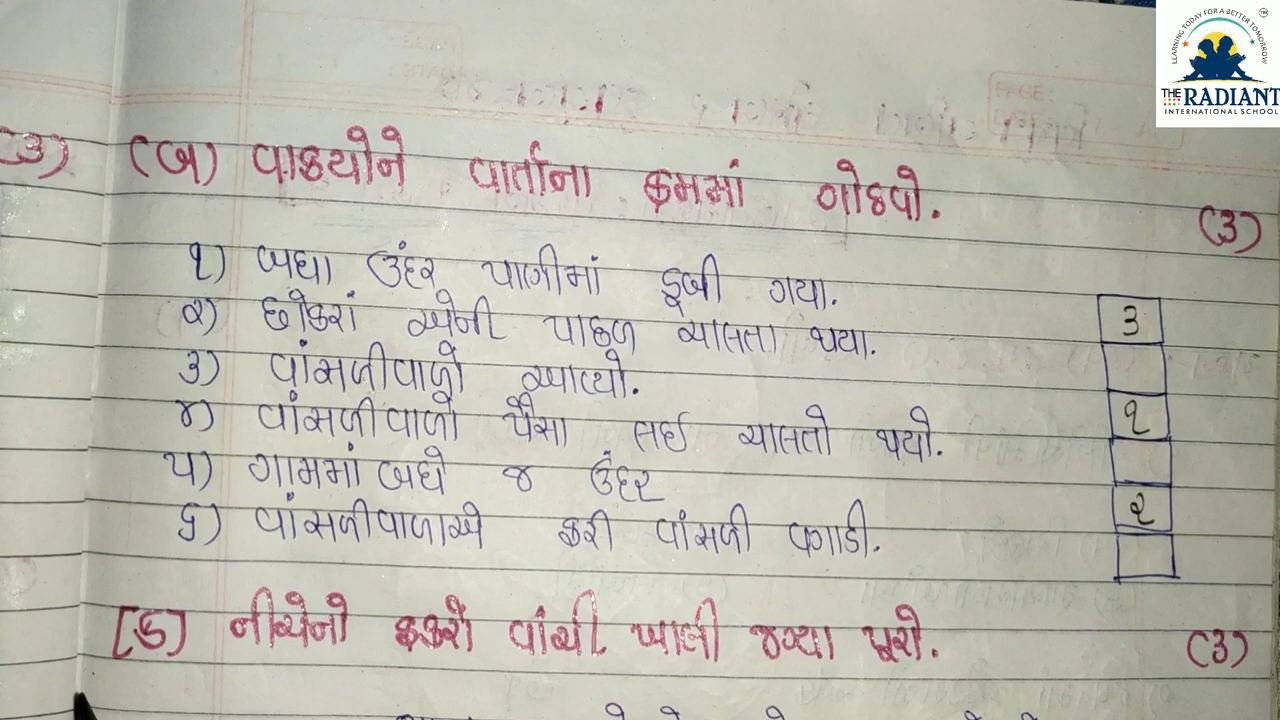 LEARNING TODAY FOR A BETTER TOMORROW
THE RADIANT
INTERNATIONAL SCHOOL
PAGE:
(૩) (બ) વાક્યોને વાર્તાના ક્રમમાં ગોઠવો. (૩)
૧) બધા ઉંદર પાણીમાં ડૂબી ગયા. ૩
૨) છોકરાં એની પાછળ ચાલતા થયા.
૩) વાંસળીવાળો આવ્યો. ૧
૪) વાંસળીવાળો પૈસા લઈ ચાલતો થયો.
૫) ગામમાં બધે જ ઉંદર ૨
૬) વાંસળીવાળાએ ફરી વાંસળી વગાડી.
[ક] નીચેનો ફકરો વાંચી ખાલી જગ્યા પૂરો. (૩)